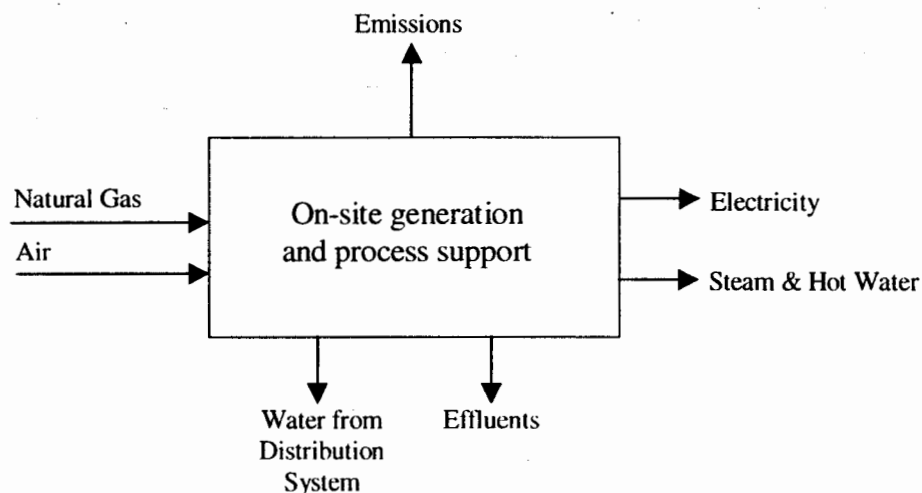 Emissions
Natural Gas
Air
On-site generation
and process support
Electricity
Steam & Hot Water
Water from
Distribution
System
Effluents